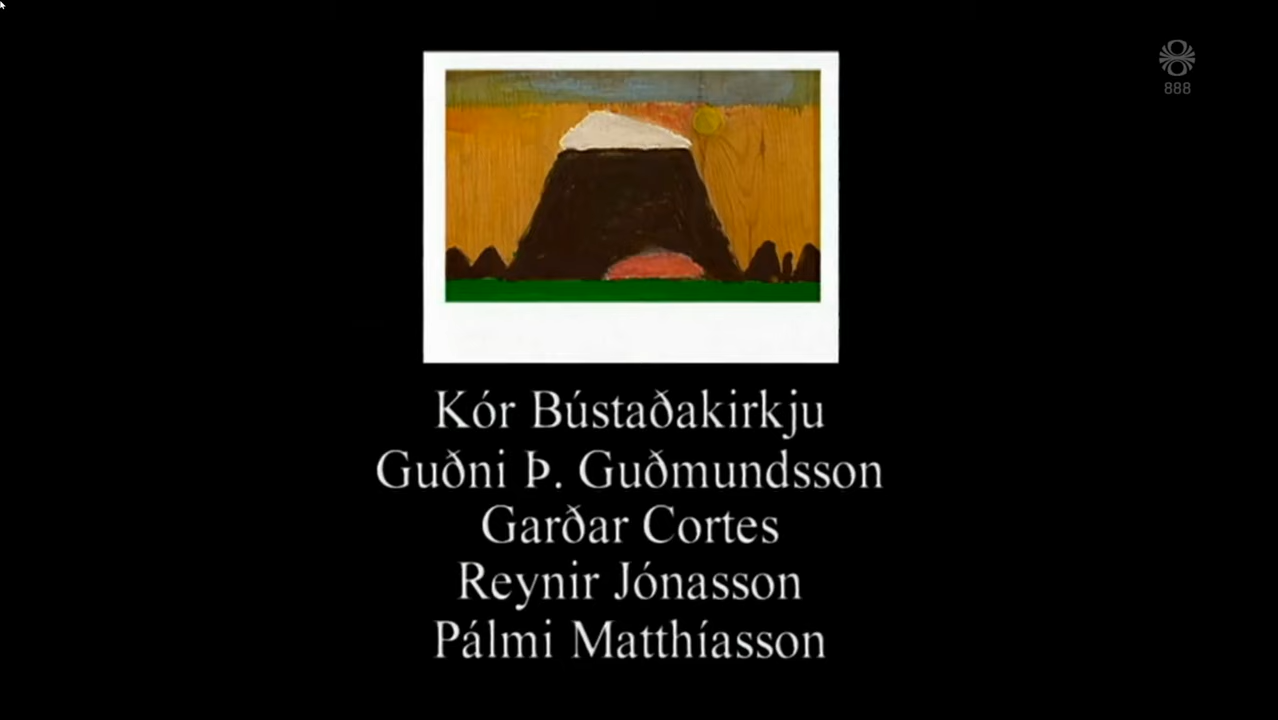 888
Kór Bústaðakirkju
Guðni Þ. Guðmundsson
Garðar Cortes
Reynir Jónasson
Pálmi Matthíasson